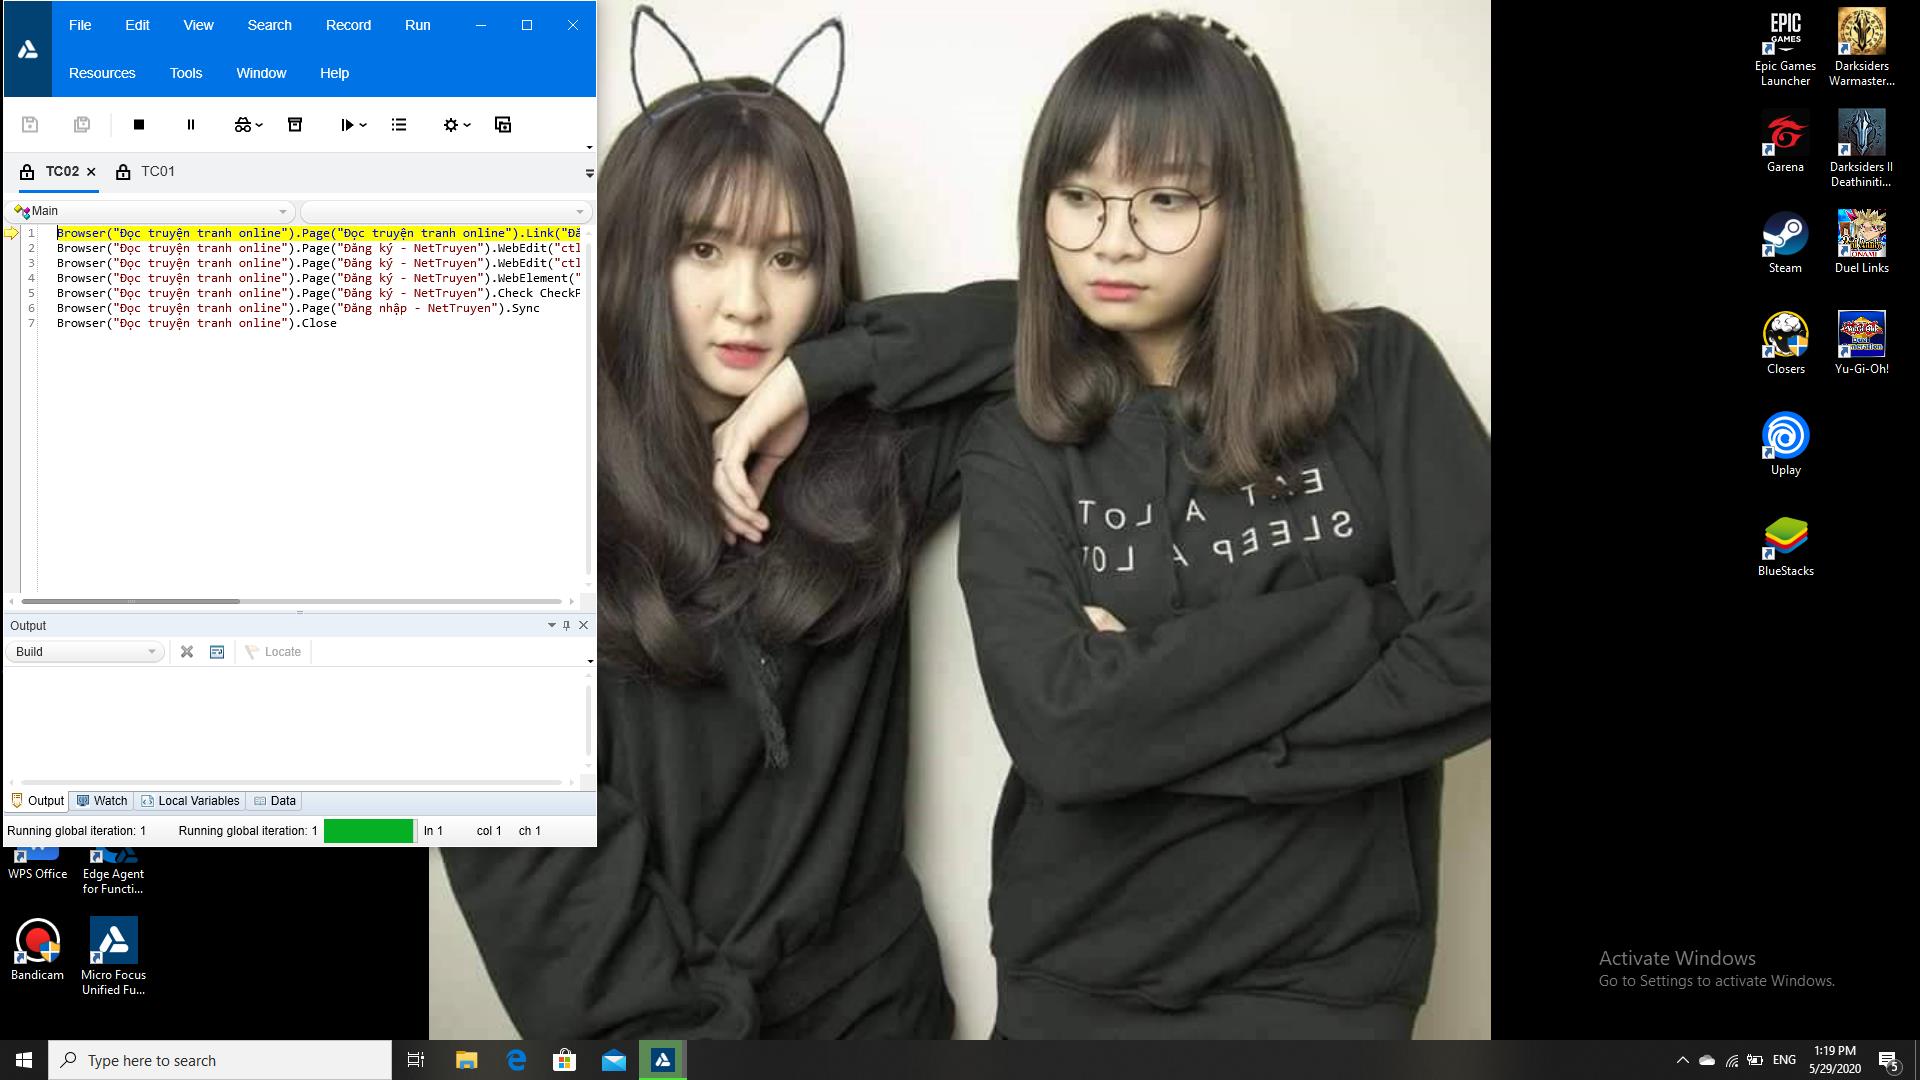 File Edit View Search Record Run
Resources Tools Window Help
TC02 TC01
Main
1 Browser("Đọc truyện tranh online").Page("Đọc truyện tranh online").Link("Đă
2 Browser("Đọc truyện tranh online").Page("Đăng ký - NetTruyen").WebEdit("ctl
3 Browser("Đọc truyện tranh online").Page("Đăng ký - NetTruyen").WebEdit("ctl
4 Browser("Đọc truyện tranh online").Page("Đăng ký - NetTruyen").WebElement("
5 Browser("Đọc truyện tranh online").Page("Đăng ký - NetTruyen").Check CheckP
6 Browser("Đọc truyện tranh online").Page("Đăng nhập - NetTruyen").Sync
7 Browser("Đọc truyện tranh online").Close
Output
Build Locate
Output Watch Local Variables Data
Running global iteration: 1 Running global iteration: 1 ln 1 col 1 ch 1
WPS Office
Edge Agent
for Functi...
Bandicam
Micro Focus
Unified Fu...
EAT A LOT
SLEEP A LOT
EPIC
GAMES
Epic Games
Launcher
Darksiders
Warmaster...
Garena
Darksiders II
Deathiniti...
Steam
Duel Links
Closers
Yu-Gi-Oh!
Uplay
BlueStacks
Activate Windows
Go to Settings to activate Windows.
Type here to search
ENG
1:19 PM
5/29/2020
5